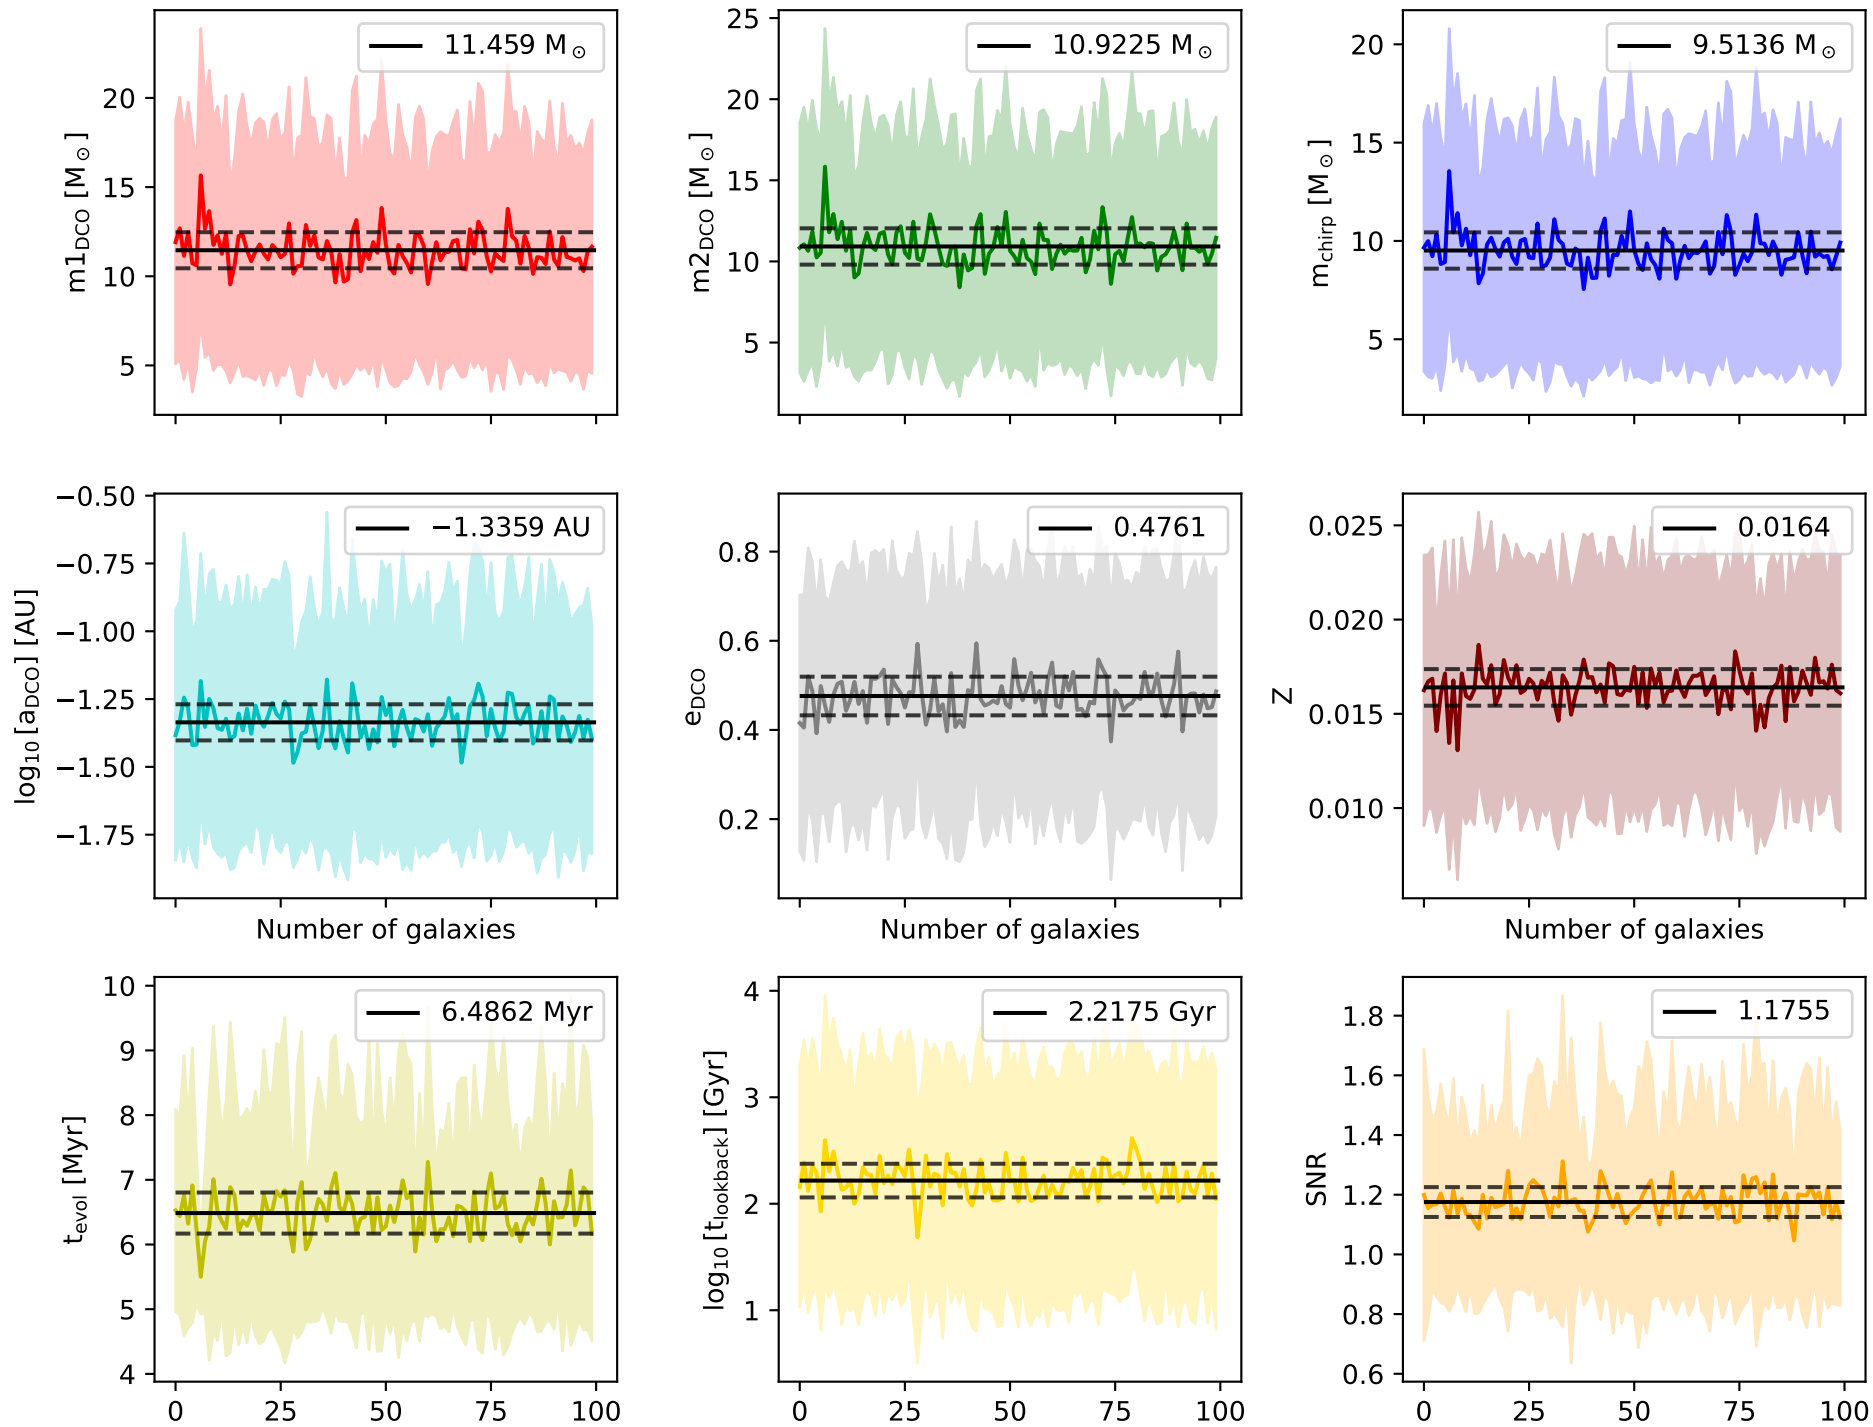 m1DCO [M⊙]
20
15
10
5
11.459 M⊙
m2DCO [M⊙]
25
20
15
10
5
10.9225 M⊙
mchirp [M⊙]
20
15
10
5
9.5136 M⊙
log10[aDCO] [AU]
−0.50
−0.75
−1.00
−1.25
−1.50
−1.75
−1.3359 AU
Number of galaxies
eDCO
0.8
0.6
0.4
0.2
0.4761
Number of galaxies
Z
0.025
0.020
0.015
0.010
0.0164
Number of galaxies
tevol [Myr]
10
9
8
7
6
5
4
6.4862 Myr
0 25 50 75 100
log10[tlookback] [Gyr]
4
3
2
1
2.2175 Gyr
0 25 50 75 100
SNR
1.8
1.6
1.4
1.2
1.0
0.8
0.6
1.1755
0 25 50 75 100